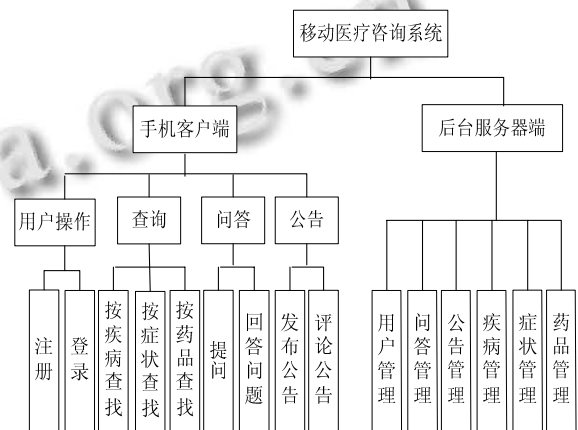 移动医疗咨询系统
手机客户端
后台服务器端
用户操作
查询
问答
公告
注册
登录
按疾病查找
按症状查找
按药品查找
提问
回答问题
发布公告
评论公告
用户管理
问答管理
公告管理
疾病管理
症状管理
药品管理
a.org.c